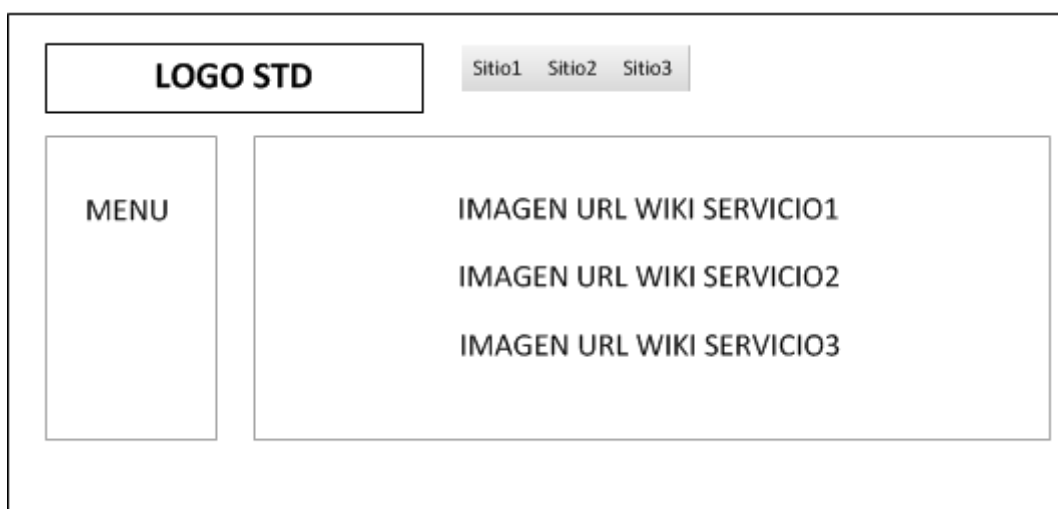 LOGO STD
Sitio1 Sitio2 Sitio3
MENU
IMAGEN URL WIKI SERVICIO1
IMAGEN URL WIKI SERVICIO2
IMAGEN URL WIKI SERVICIO3